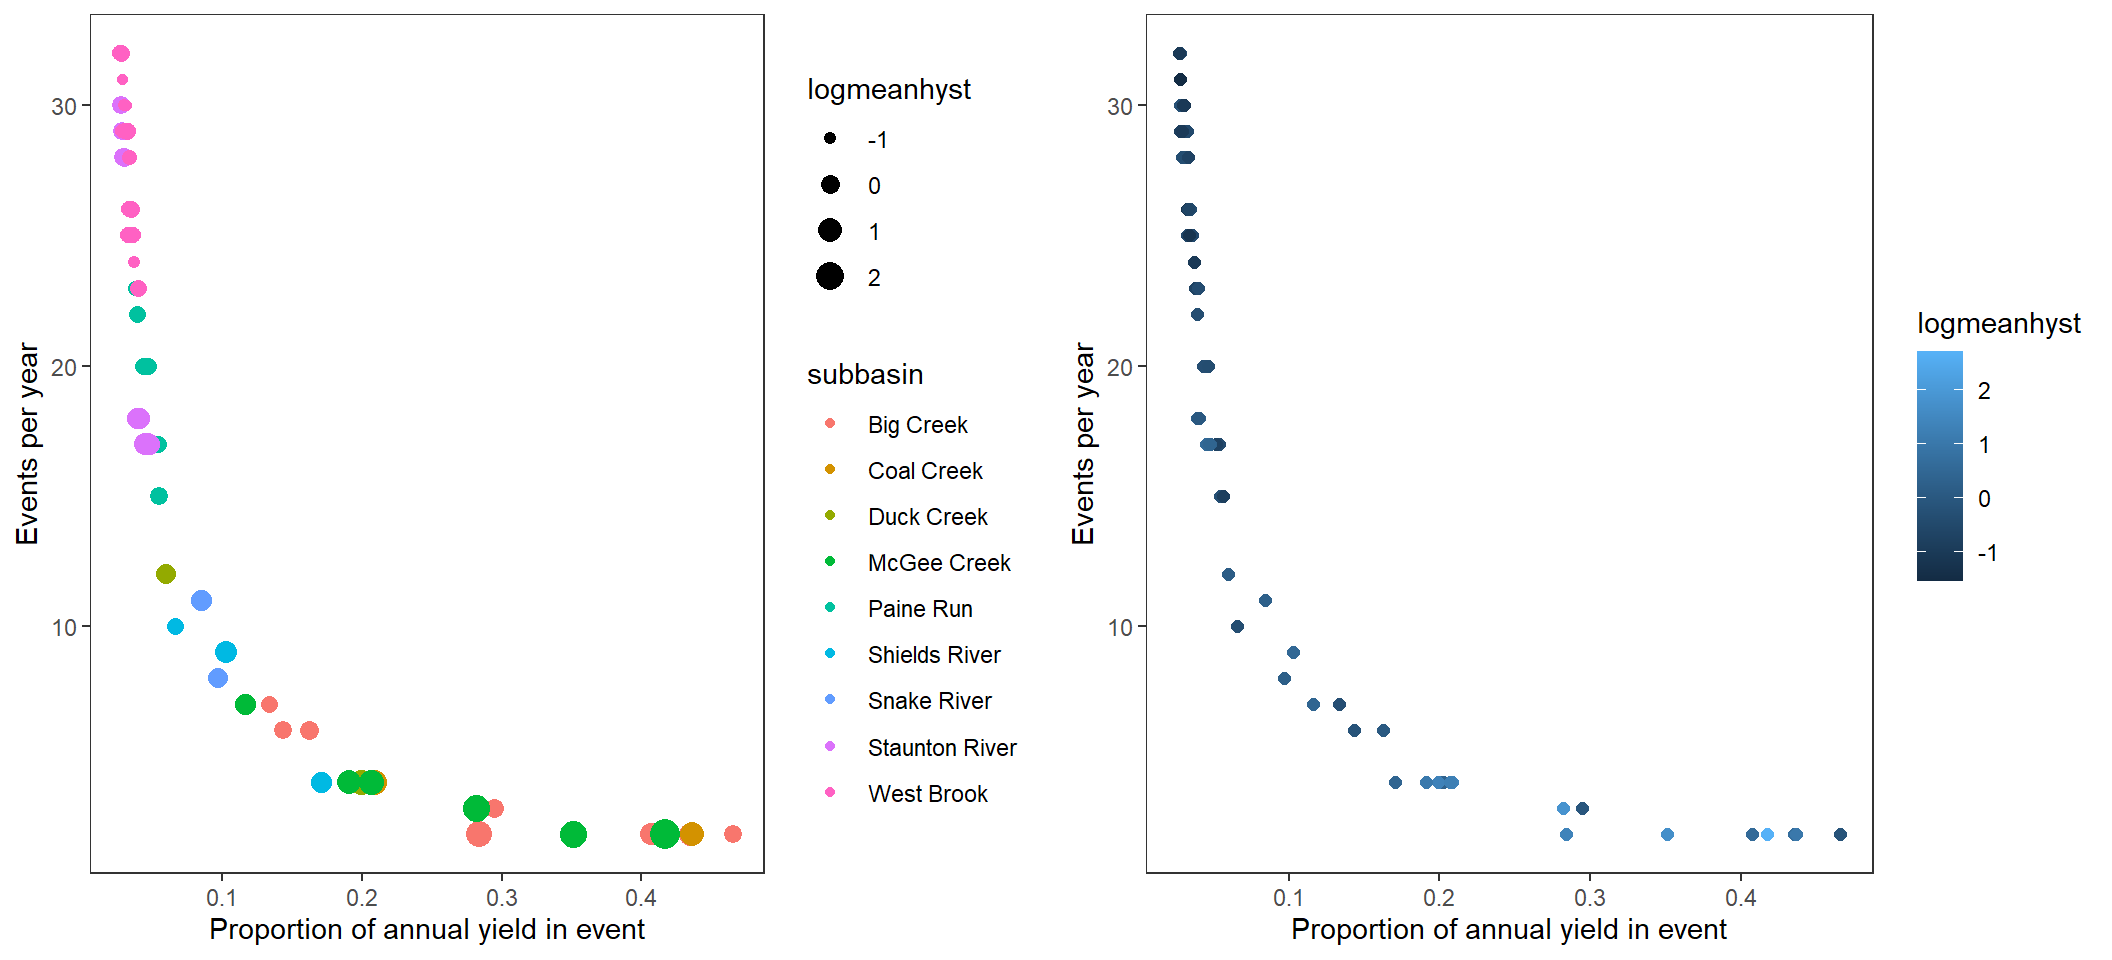 30
20
10
Events per year
0.1
0.2
0.3
0.4
Proportion of annual yield in event
logmeanhyst
-1
0
1
2
subbasin
Big Creek
Coal Creek
Duck Creek
McGee Creek
Paine Run
Shields River
Snake River
Staunton River
West Brook
30
20
10
Events per year
0.1
0.2
0.3
0.4
Proportion of annual yield in event
logmeanhyst
2
1
0
-1